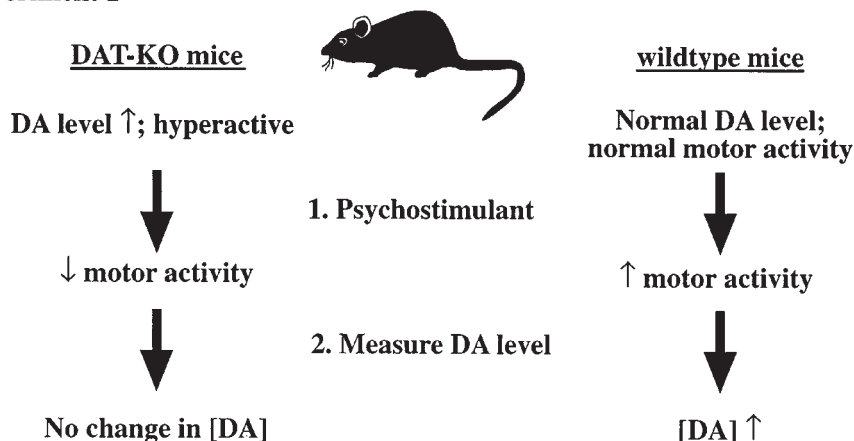 DAT-KO mice
wildtype mice
DA level ↑; hyperactive
Normal DA level;
normal motor activity
1. Psychostimulant
↓ motor activity
↑ motor activity
2. Measure DA level
No change in [DA]
[DA] ↑